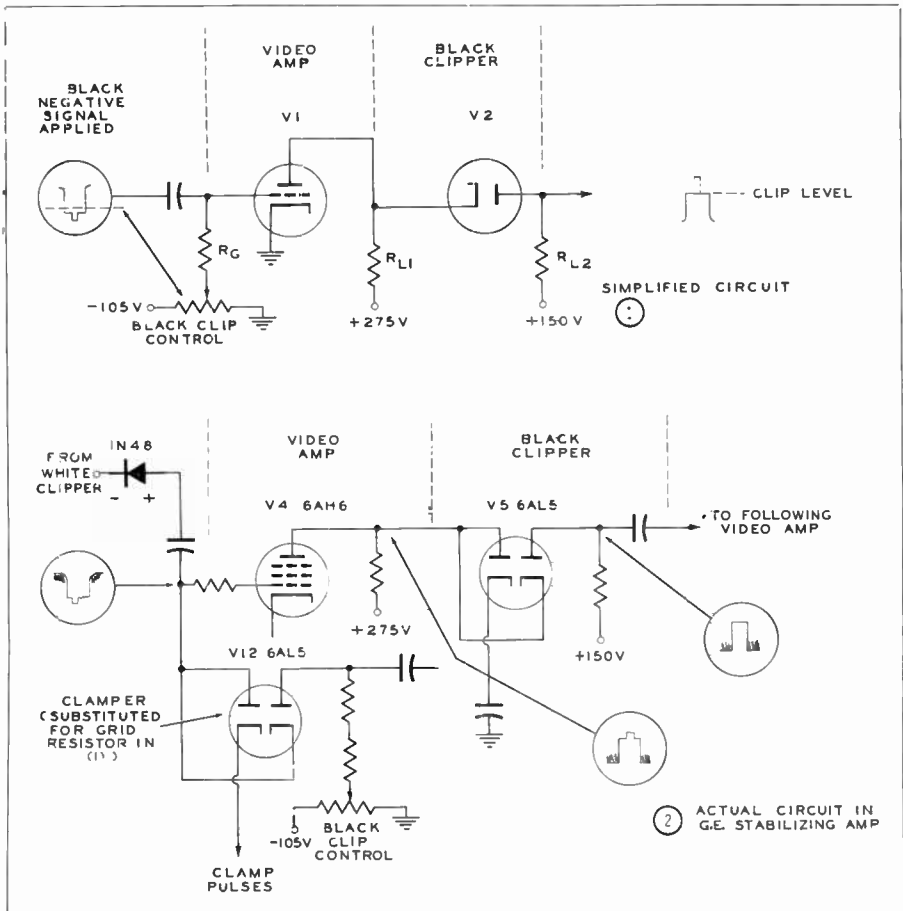 VIDEO
AMP
BLACK
CLIPPER
BLACK
NEGATIVE
SIGNAL
APPLIED
V1
V2
CLIP LEVEL
RG
RL1
RL2
-105V
BLACK CLIP
CONTROL
+275V
+150V
SIMPLIFIED CIRCUIT
FROM
WHITE
CLIPPER
IN48
- +
VIDEO
AMP
BLACK
CLIPPER
V4 6AH6
V5 6AL5
TO FOLLOWING
VIDEO AMP
+275V
+150V
V12 6AL5
CLAMPER
(SUBSTITUTED
FOR GRID
RESISTOR IN
(1))
-105V
BLACK
CLIP
CONTROL
CLAMP
PULSES
2 ACTUAL CIRCUIT IN
G.E. STABILIZING AMP